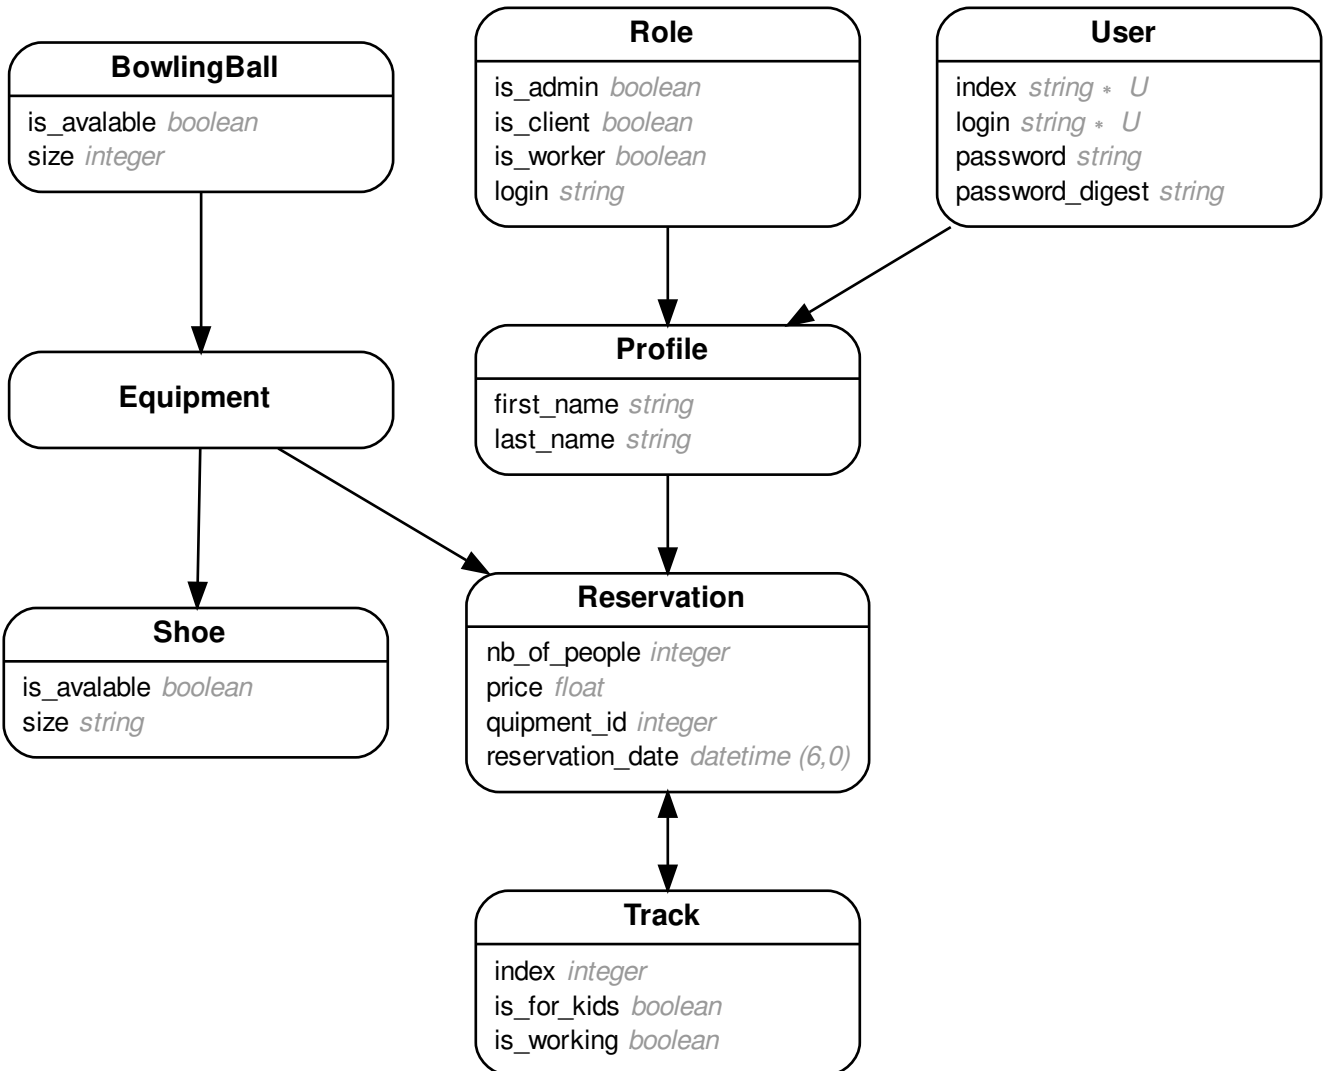 BowlingBall
is_avalable boolean
size integer
Role
is_admin boolean
is_client boolean
is_worker boolean
login string
User
index string * U
login string * U
password string
password_digest string
Equipment
Profile
first_name string
last_name string
Shoe
is_avalable boolean
size string
Reservation
nb_of_people integer
price float
quipment_id integer
reservation_date datetime (6,0)
Track
index integer
is_for_kids boolean
is_working boolean